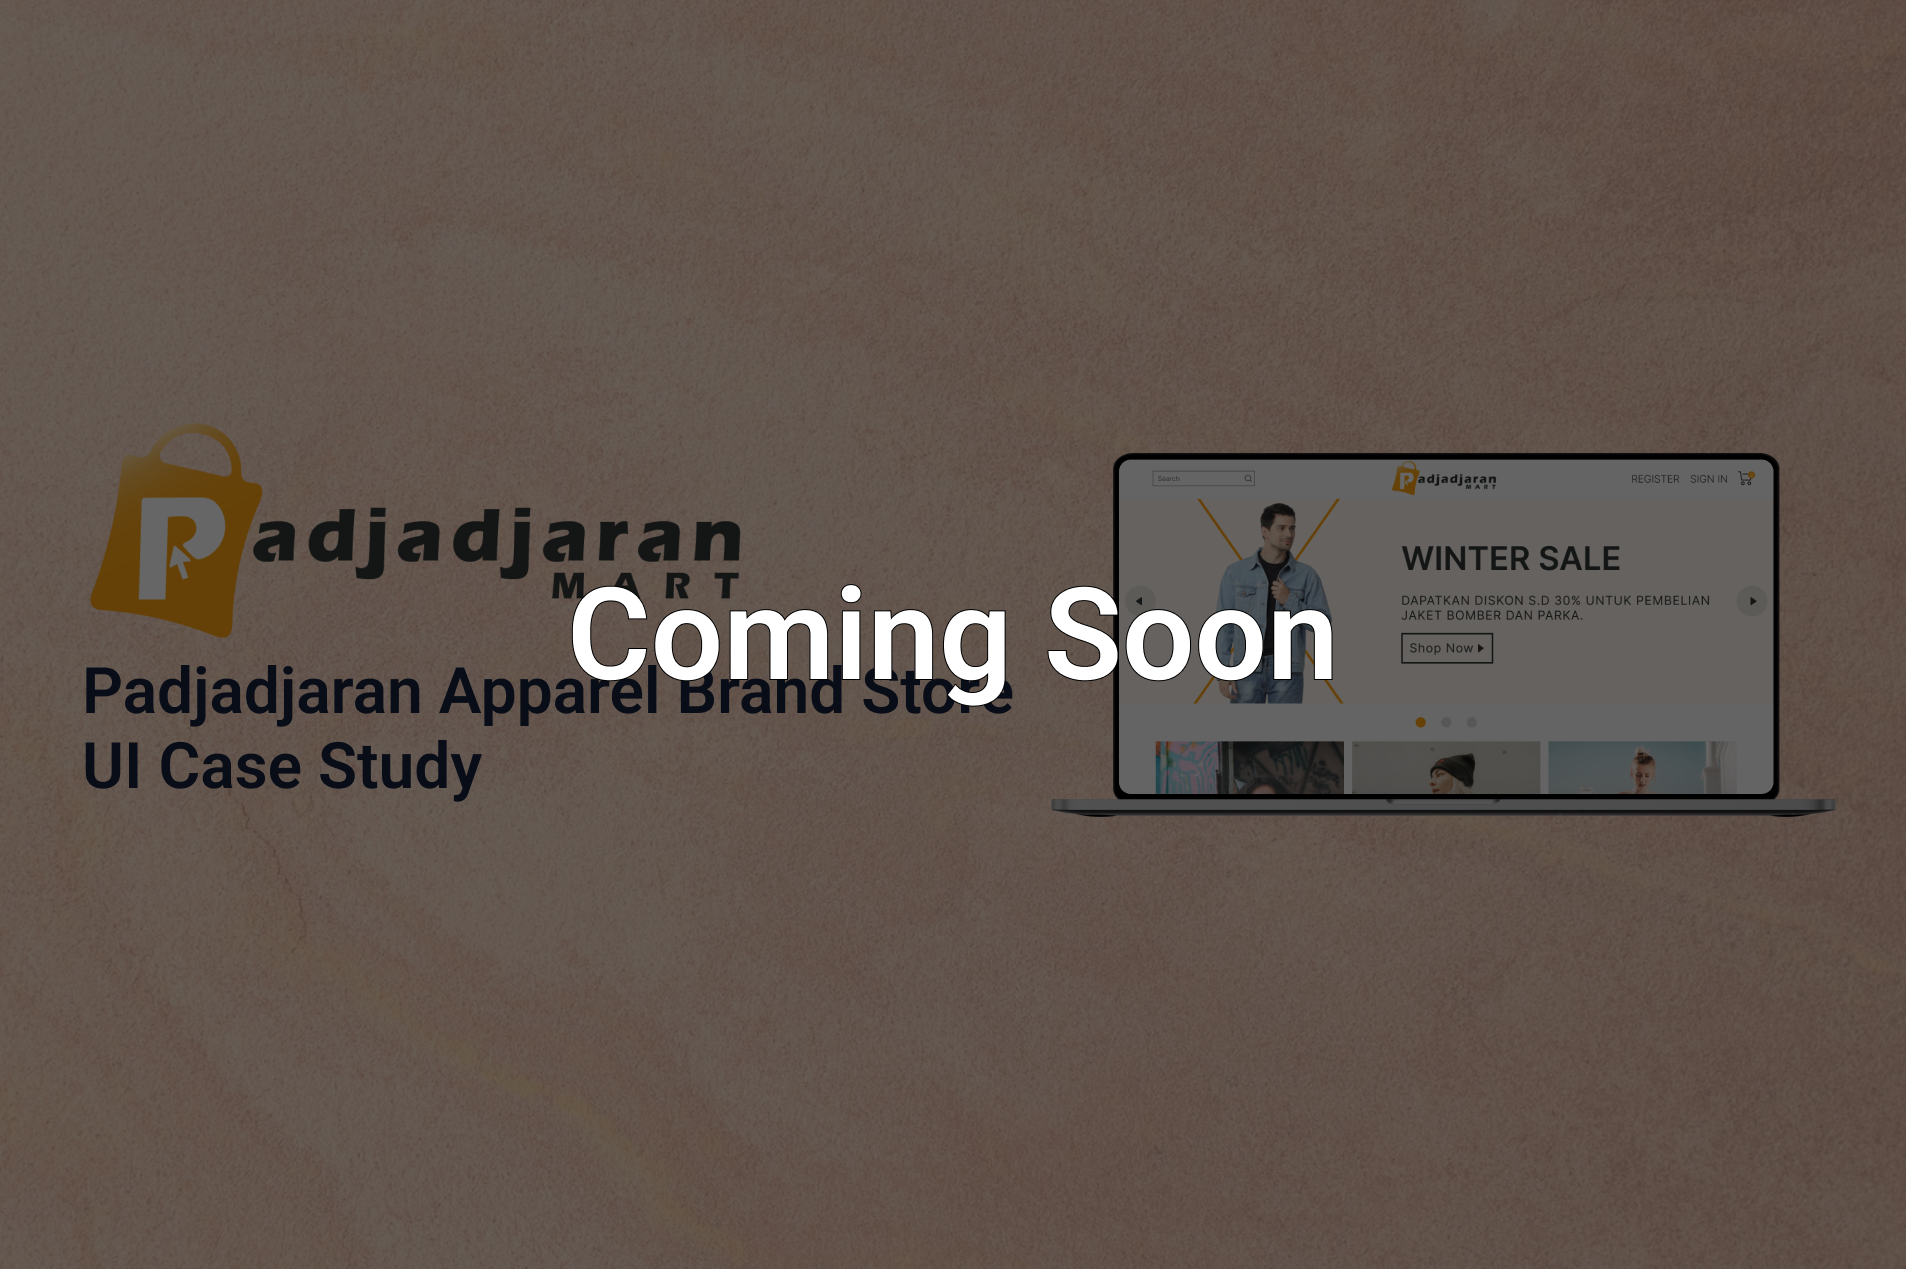 Padjadjaran
MART
Padjadjaran Apparel Brand Store
UI Case Study
Coming Soon
Search
Padjadjaran
MART
REGISTER
SIGN IN
WINTER SALE
DAPATKAN DISKON S.D 30% UNTUK PEMBELIAN
JAKET BOMBER DAN PARKA.
Shop Now